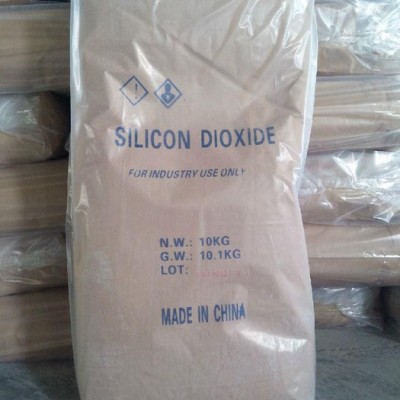 SILICON DIOXIDE
FOR INDUSTRY USE ONLY
N.W.: 10KG
G.W.: 10.1KG
LOT:
MADE IN CHINA